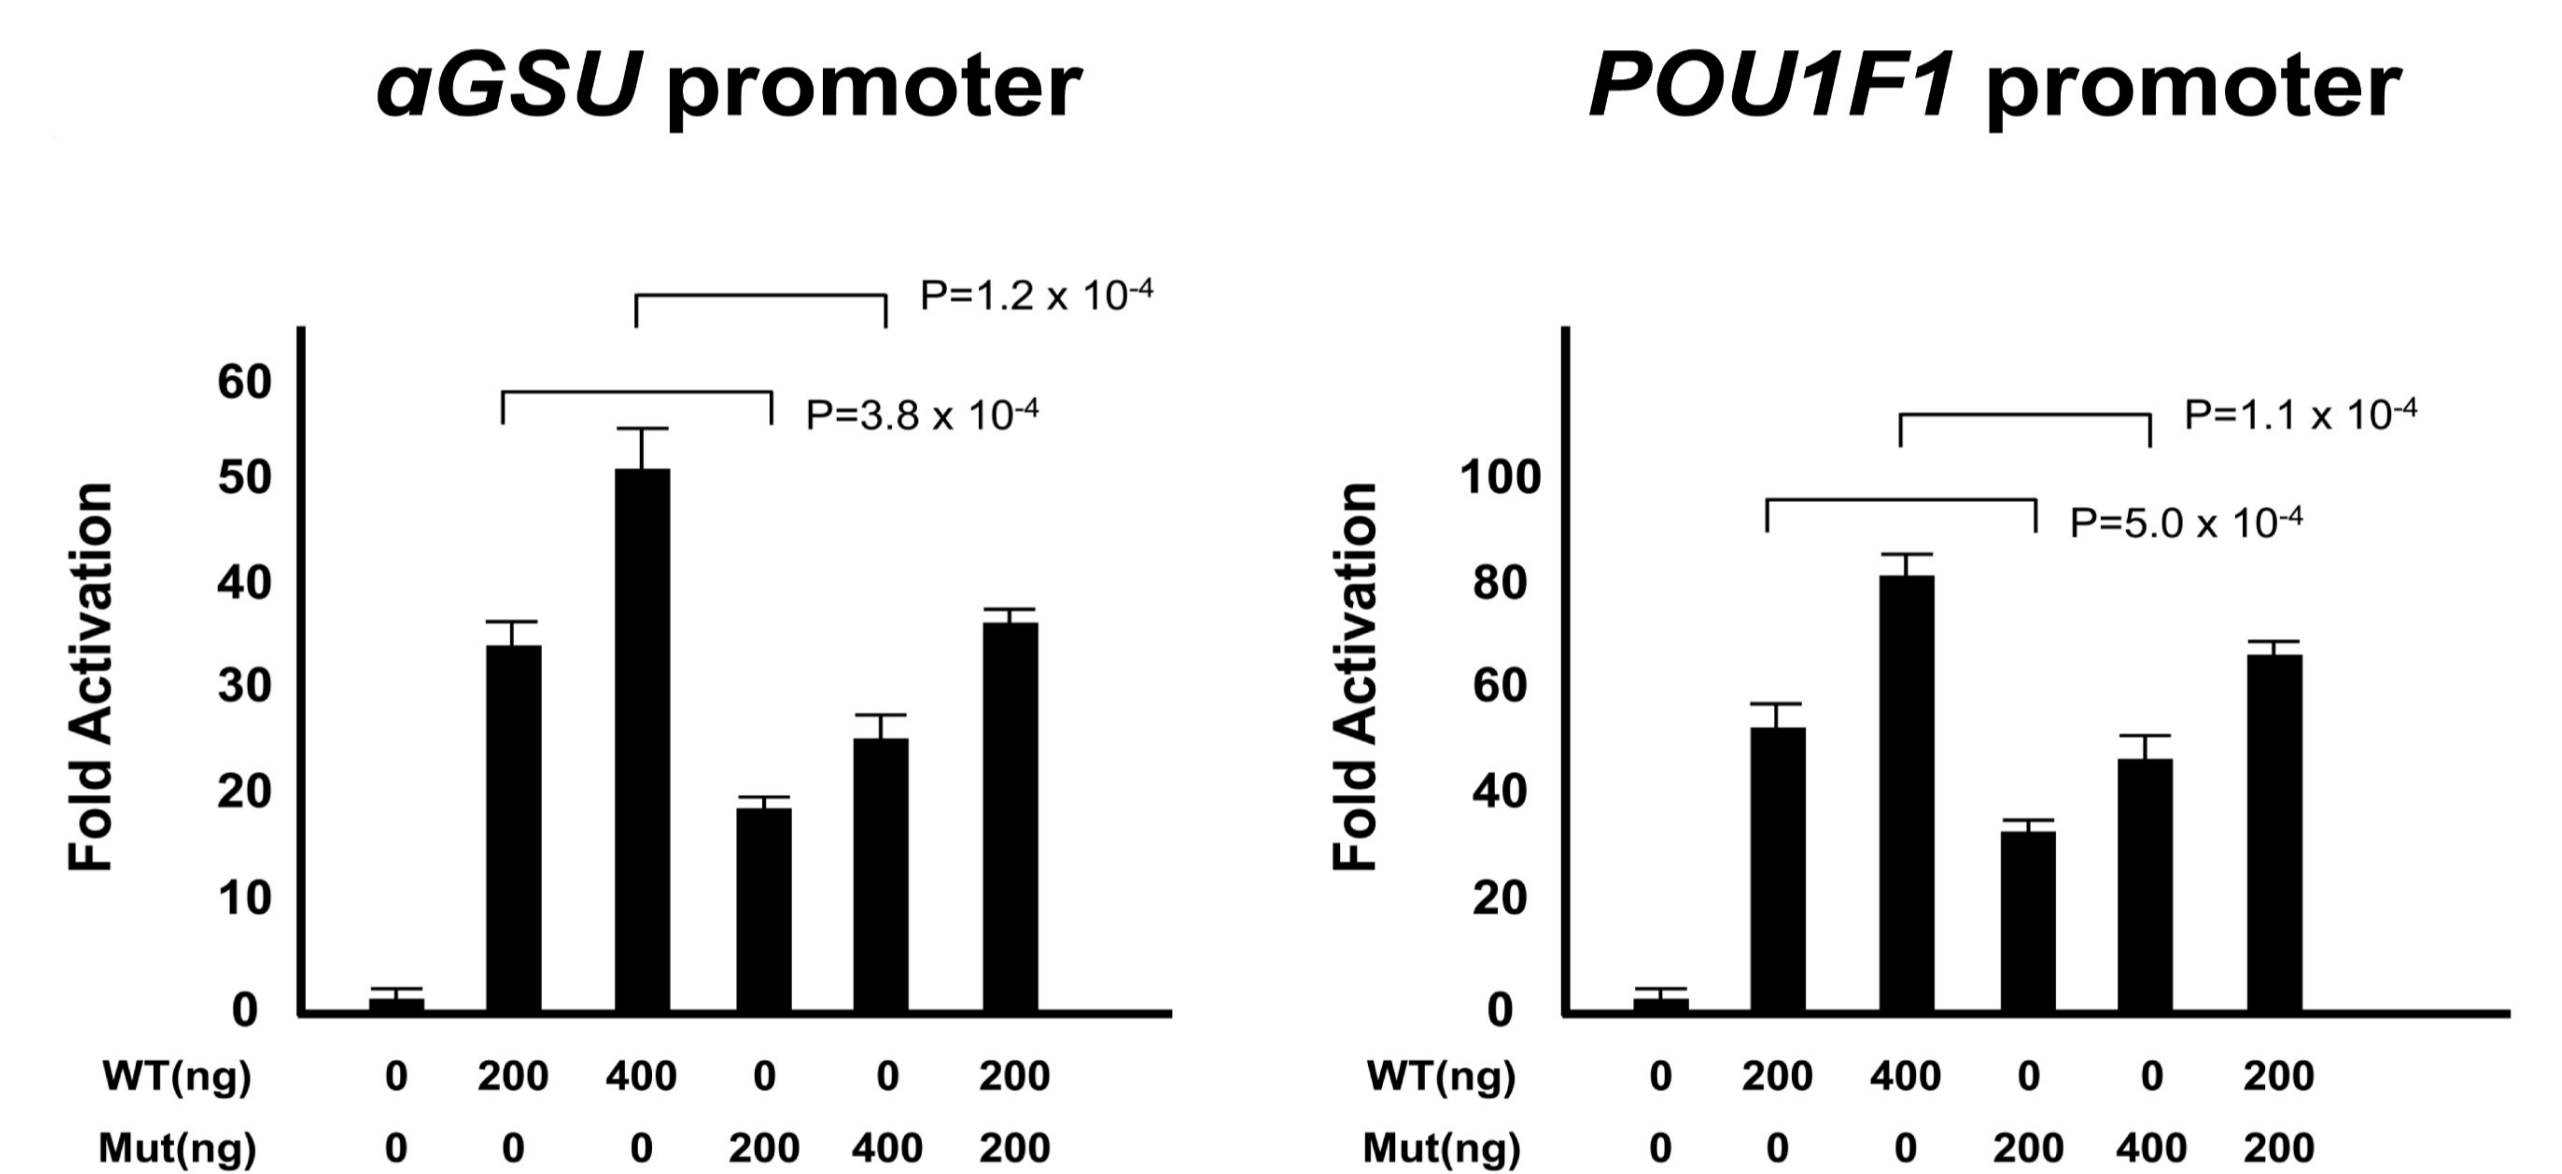 αGSU promoter
P=1.2 x 10-4
P=3.8 x 10-4
Fold Activation
60
50
40
30
20
10
0
WT(ng) 0 200 400 0 0 200
Mut(ng) 0 0 0 200 400 200
POU1F1 promoter
P=1.1 x 10-4
P=5.0 x 10-4
Fold Activation
100
80
60
40
20
0
WT(ng) 0 200 400 0 0 200
Mut(ng) 0 0 0 200 400 200